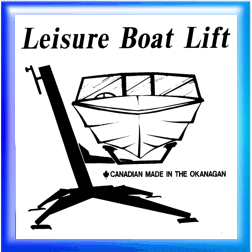 Leisure Boat Lift
CANADIAN MADE IN THE OKANAGAN